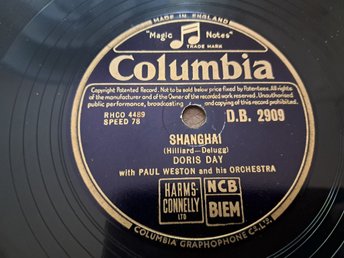 MADE IN ENGLAND
"Magic Notes"
TRADE MARK
Columbia
Copyright Patented Record. Not to be sold below price fixed by Patentees. All rights
of the manufacturer and of the owner of the recorded work reserved. Unauthorised
public performance, broadcasting and copying of this record prohibited.
RHCO 4489
SPEED 78
D.B. 2909
SHANGHAI
(Hilliard—Delugg)
DORIS DAY
with PAUL WESTON and his ORCHESTRA
HARMS-
CONNELLY
LTD
NCB
BIEM
COLUMBIA GRAPHOPHONE Co. LTD.